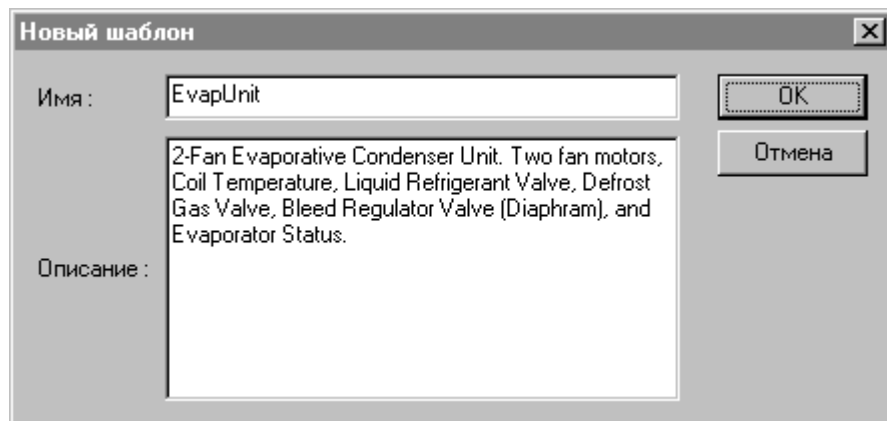 Новый шаблон
Имя :
EvapUnit
OK
Отмена
2-Fan Evaporative Condenser Unit. Two fan motors,
Coil Temperature, Liquid Refrigerant Valve, Defrost
Gas Valve, Bleed Regulator Valve (Diaphram), and
Evaporator Status.
Описание :